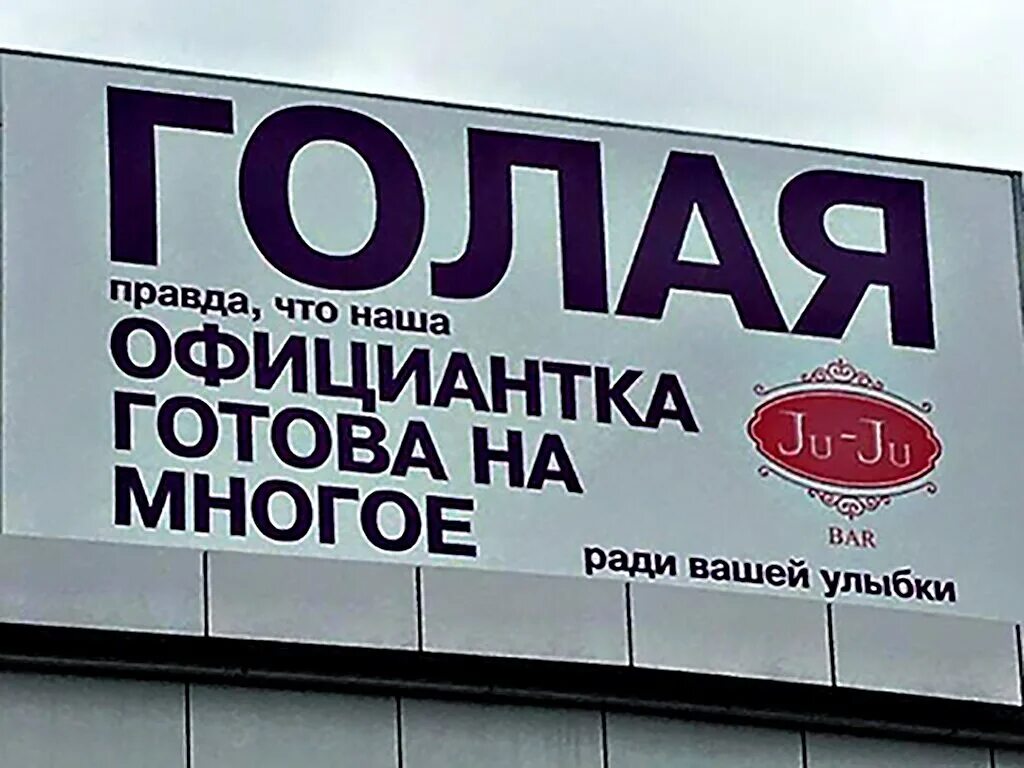 ГОЛАЯ
правда, что наша
ОФИЦИАНТКА
ГОТОВА НА
МНОГОЕ
Ju-Ju
BAR
ради вашей улыбки